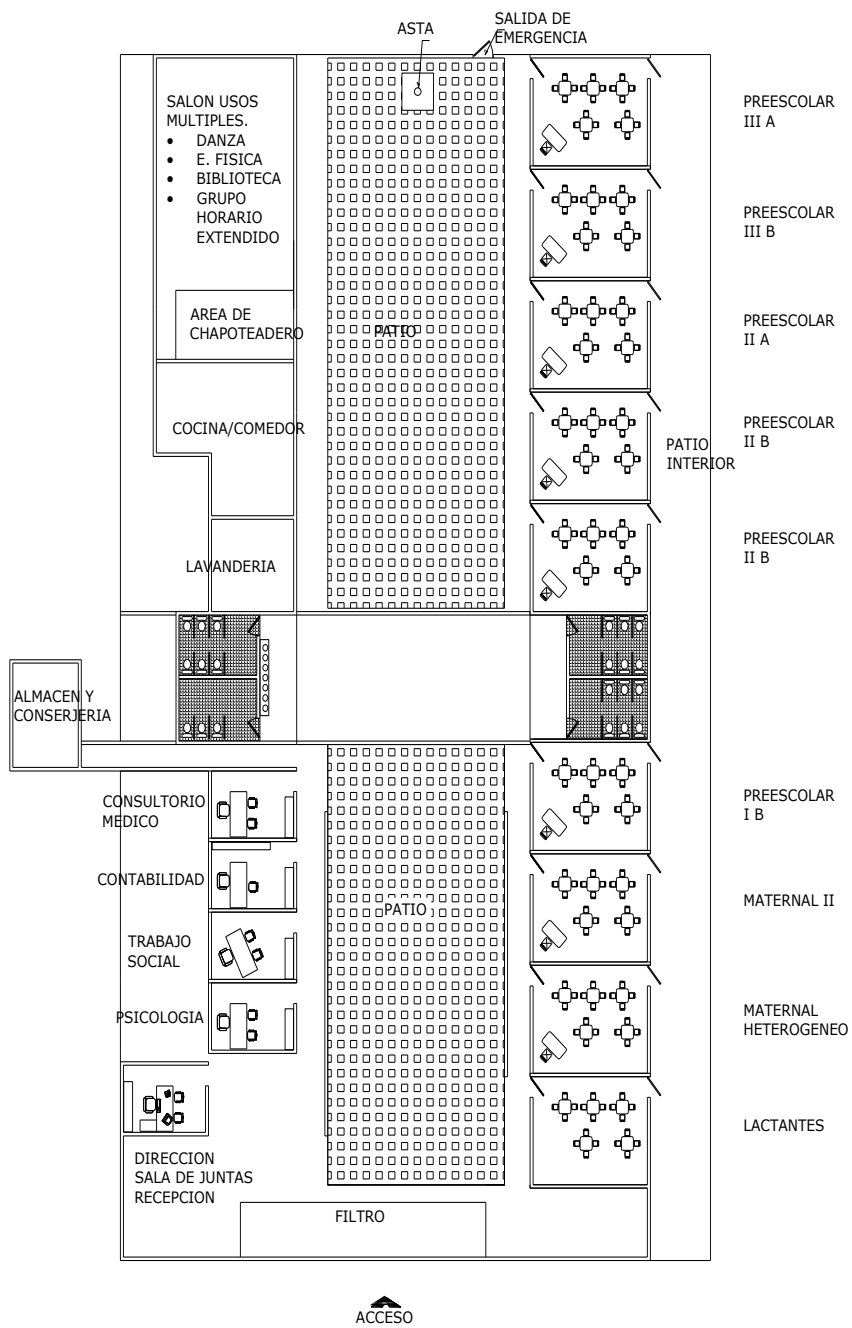 ASTA
SALIDA DE
EMERGENCIA
SALON USOS
MULTIPLES.
• DANZA
• E. FISICA
• BIBLIOTECA
• GRUPO
HORARIO
EXTENDIDO
AREA DE
CHAPOTEADERO
PATIO
COCINA/COMEDOR
LAVANDERIA
PREESCOLAR
III A
PREESCOLAR
III B
PREESCOLAR
II A
PREESCOLAR
II B
PATIO
INTERIOR
PREESCOLAR
II B
ALMACEN Y
CONSERJERIA
CONSULTORIO
MEDICO
CONTABILIDAD
TRABAJO
SOCIAL
PSICOLOGIA
PATIO
PREESCOLAR
I B
MATERNAL II
MATERNAL
HETEROGENEO
LACTANTES
DIRECCION
SALA DE JUNTAS
RECEPCION
FILTRO
ACCESO